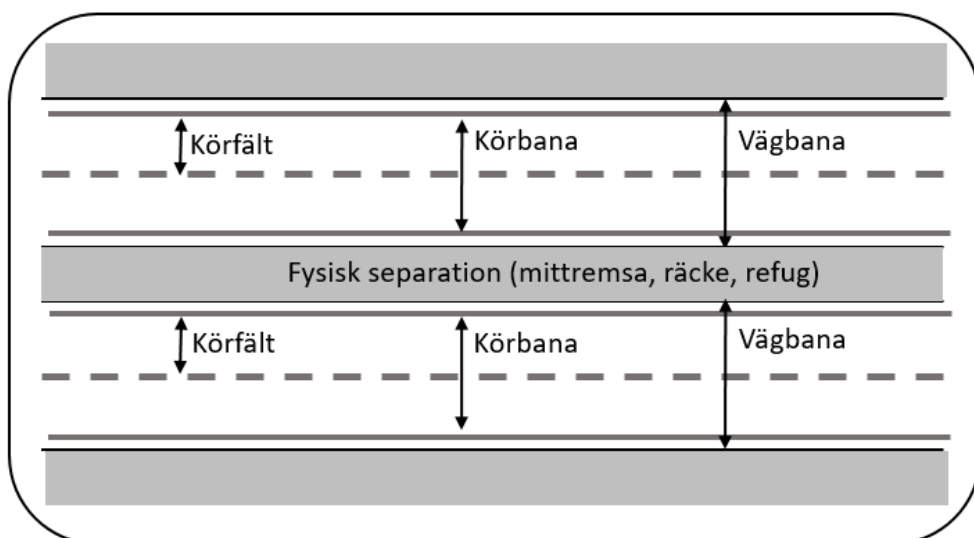 Körfält
Körbana
Vägbana
Fysisk separation (mittremsa, räcke, refug)
Körfält
Körbana
Vägbana